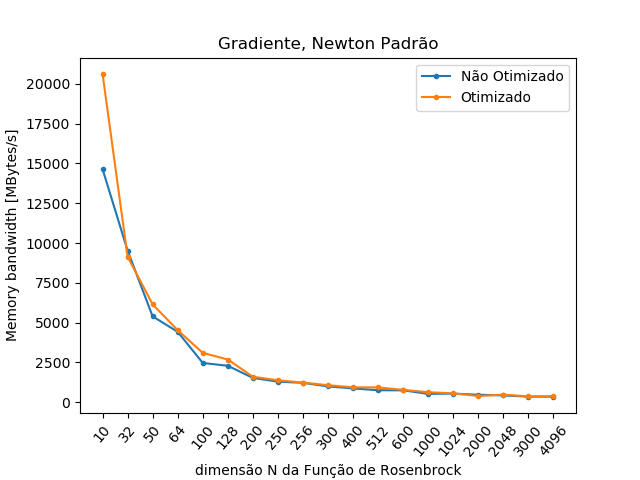 Gradiente, Newton Padrão
Não Otimizado
Otimizado
Memory bandwidth [MBytes/s]
20000
17500
15000
12500
10000
7500
5000
2500
0
10 32 50 64 100 128 200 250 256 300 400 512 600 1000 1024 2000 2048 3000 4096
dimensão N da Função de Rosenbrock